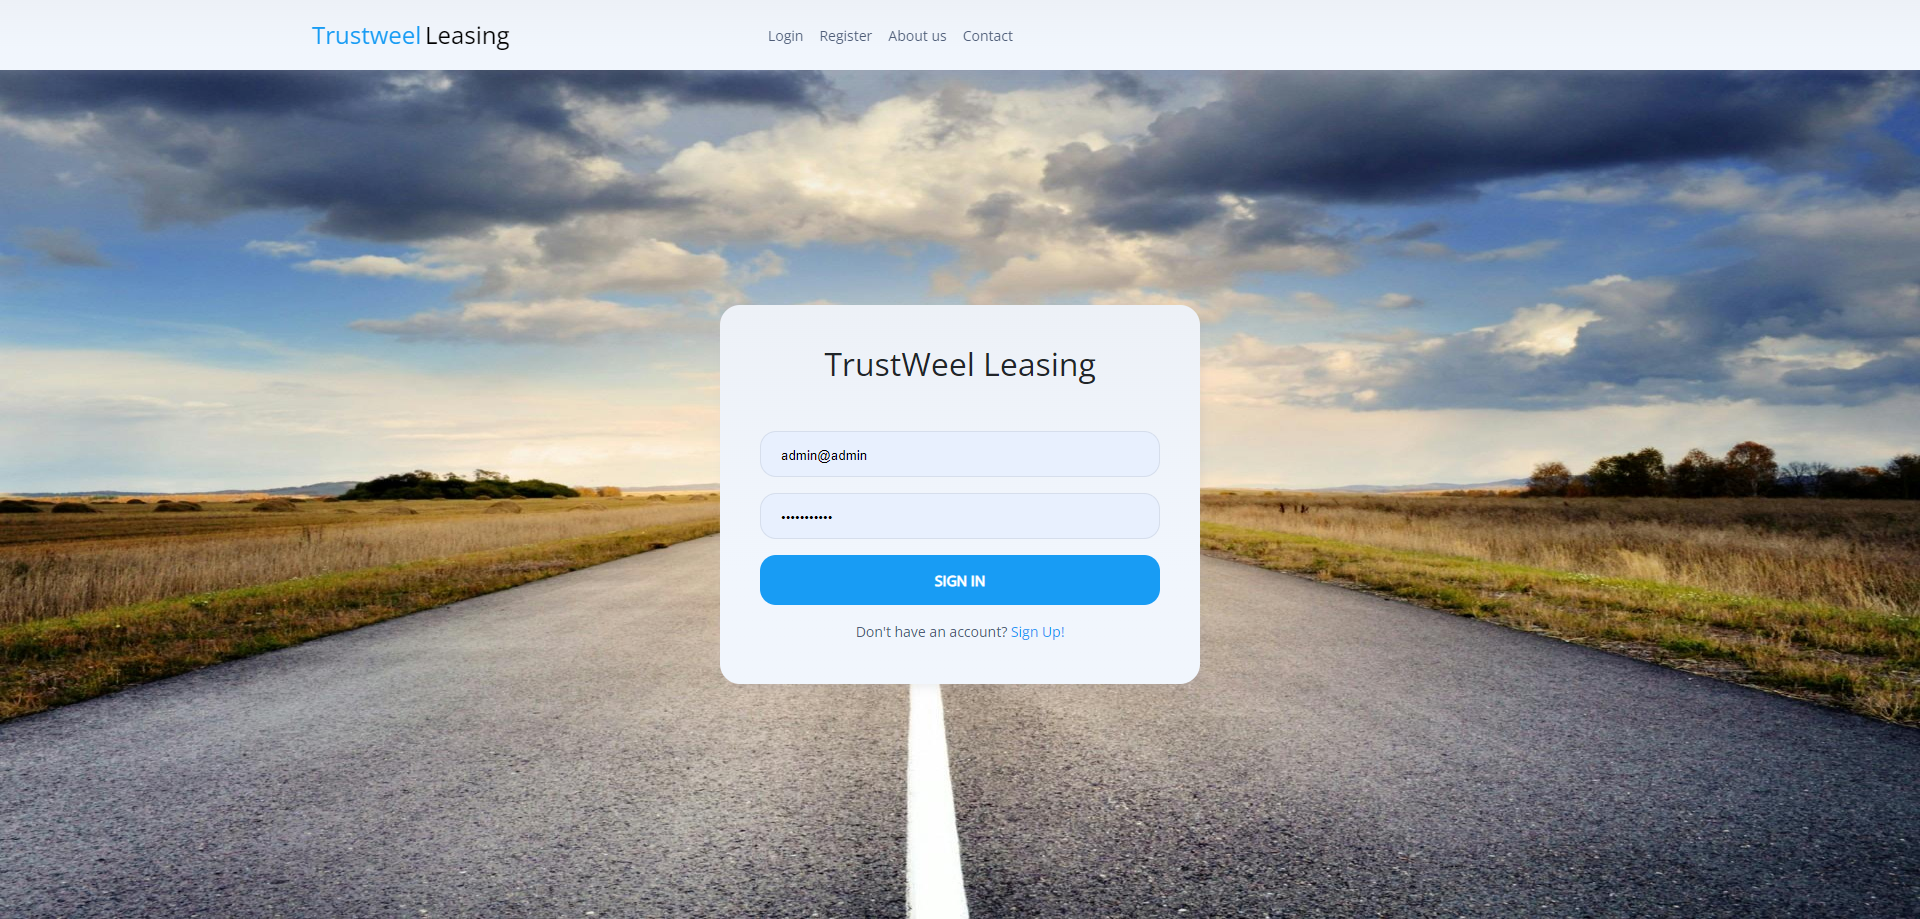 Trustweel Leasing
Login Register About us Contact
TrustWeel Leasing
admin@admin
•••••••••••
SIGN IN
Don't have an account? Sign Up!